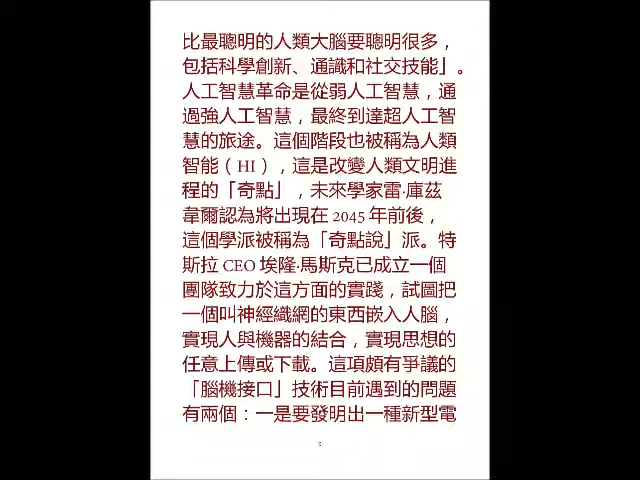 比最聰明的人類大腦要聰明很多，
包括科學創新、通識和社交技能」。
人工智慧革命是從弱人工智慧，通
過強人工智慧，最終到達超人工智
慧的旅途。這個階段也被稱為人類
智能（HI），這是改變人類文明進
程的「奇點」，未來學家雷·庫茲
韋爾認為將出現在 2045 年前後，
這個學派被稱為「奇點說」派。特
斯拉 CEO 埃隆·馬斯克已成立一個
團隊致力於這方面的實踐，試圖把
一個叫神經織網的東西嵌入人腦，
實現人與機器的結合，實現思想的
任意上傳或下載。這項頗有爭議的
「腦機接口」技術目前遇到的問題
有兩個：一是要發明出一種新型電